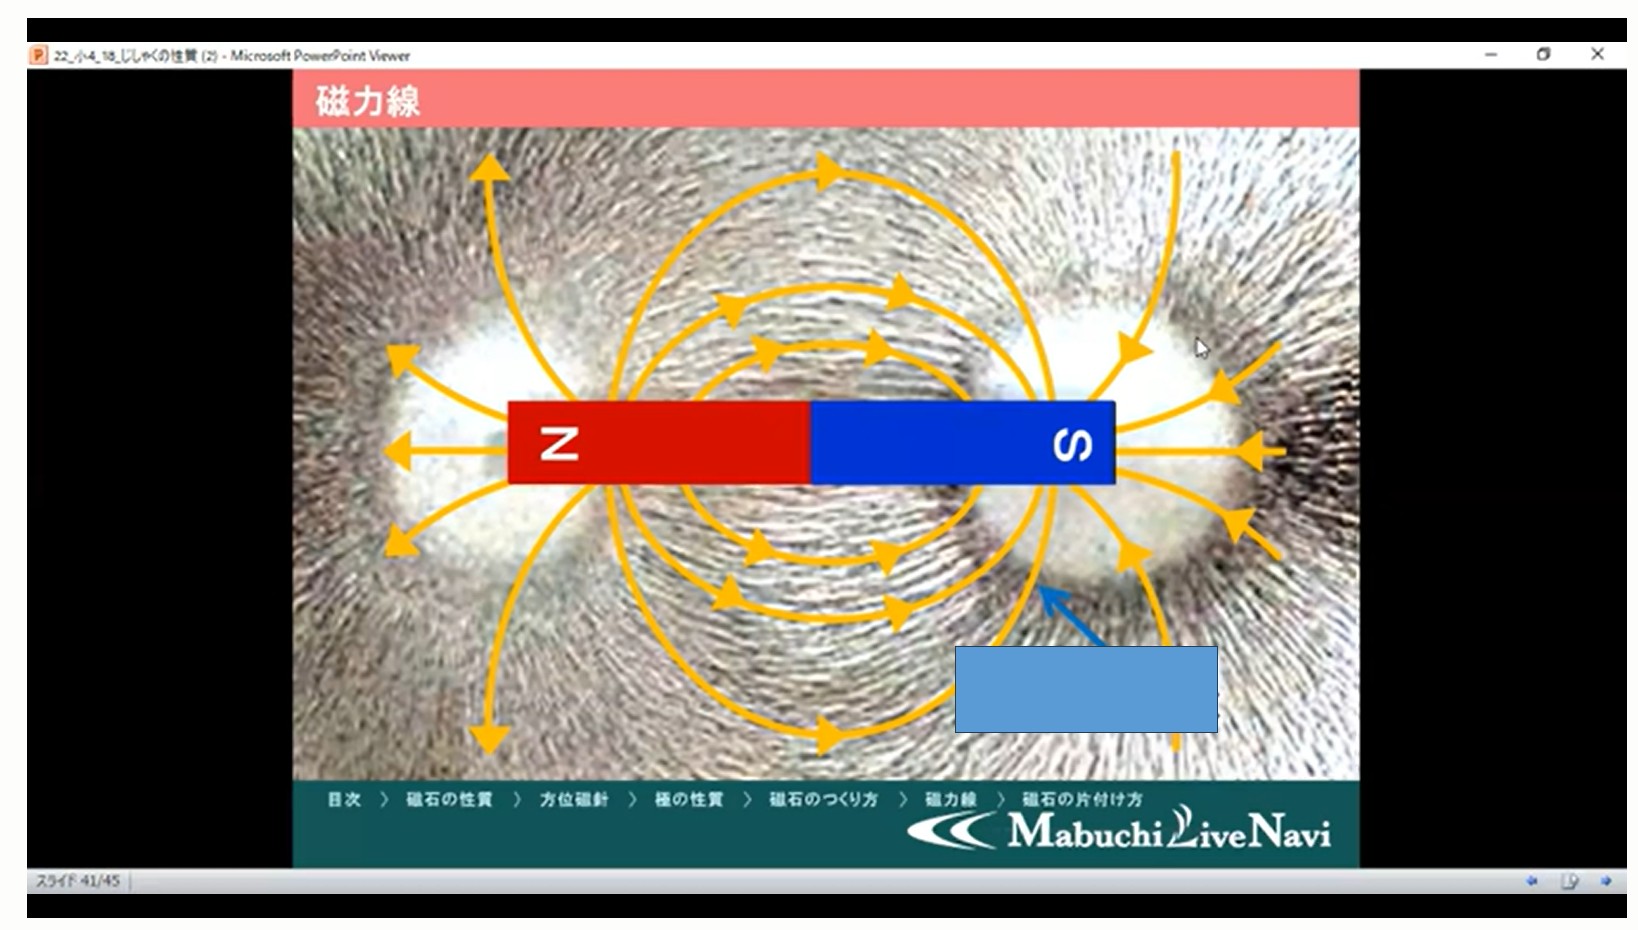 22_小4_18_じしゃくの性質 (2) - Microsoft PowerPoint Viewer
磁力線
N
S
目次 〉 磁石の性質 〉 方位磁針 〉 極の性質 〉 磁石のつくり方 〉 磁力線 〉 磁石の片付け方
Mabuchi Live Navi
スライド 41/45